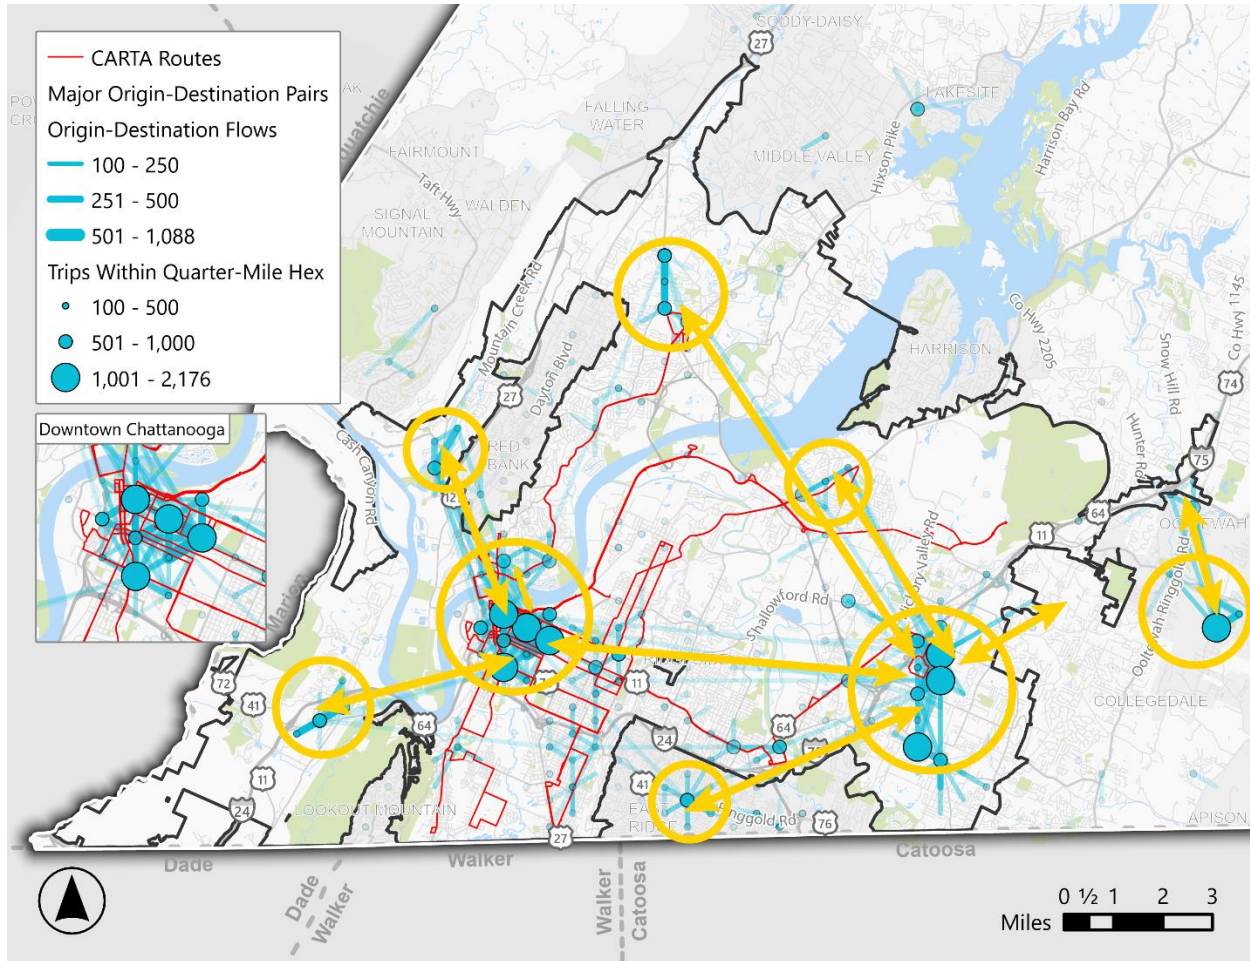 CARTA Routes
Major Origin-Destination Pairs
Origin-Destination Flows
100 - 250
251 - 500
501 - 1,088
Trips Within Quarter-Mile Hex
100 - 500
501 - 1,000
1,001 - 2,176
Downtown Chattanooga
SODDY-DAISY
27
LAKESITE
Harrison Bay Rd
FALLING
WATER
MIDDLE VALLEY
Hixson Pike
FAIRMOUNT
Taft Hwy
WALDEN
SIGNAL
MOUNTAIN
Mountain Creek Rd
Co Hwy 2205
Co Hwy 1145
HARRISON
Snow Hill Rd
74
Dayton Blvd
27
Hunter Rd
75
RED
BANK
Cash Canyon Rd
64
11
Marion
Shallowford Rd
Ooltewah Ringgold Rd
72
41
11
COLLEGEDALE
64
24
64
41
11
24
LOOKOUT MOUNTAIN
EAST
RIDGE
Ringgold Rd
76
27
APISON
Dade
Walker
Catoosa
Dade
Walker
Walker
Catoosa
0 ½ 1 2 3
Miles